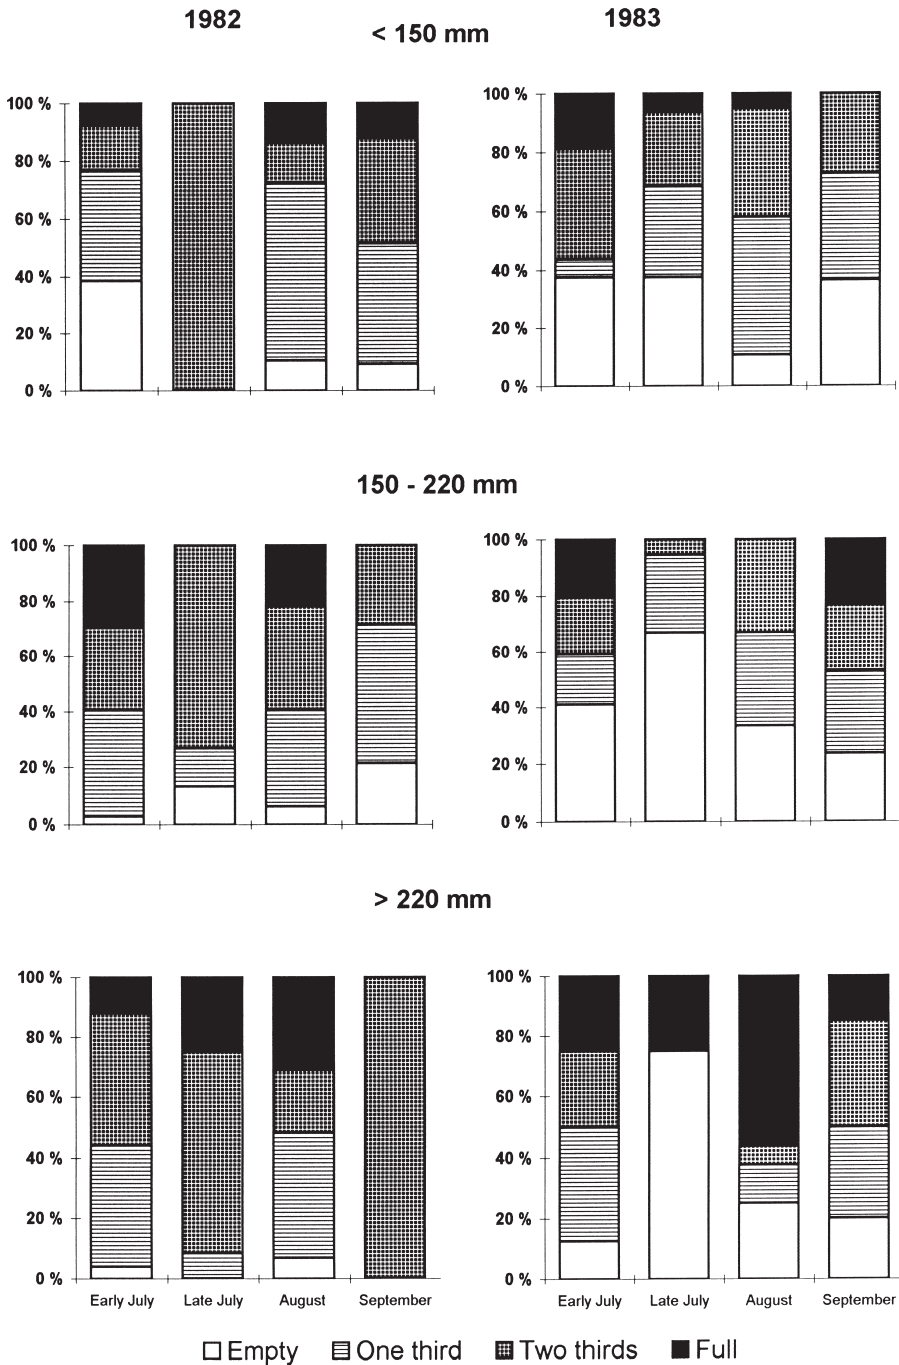 1982 1983
< 150 mm
100 % 100 %
80 % 80 %
60 % 60 %
40 % 40 %
20 % 20 %
0 % 0 %
150 - 220 mm
100 % 100 %
80 % 80 %
60 % 60 %
40 % 40 %
20 % 20 %
0 % 0 %
> 220 mm
100 % 100 %
80 % 80 %
60 % 60 %
40 % 40 %
20 % 20 %
0 % 0 %
Early July Late July August September Early July Late July August September
Empty One third Two thirds Full